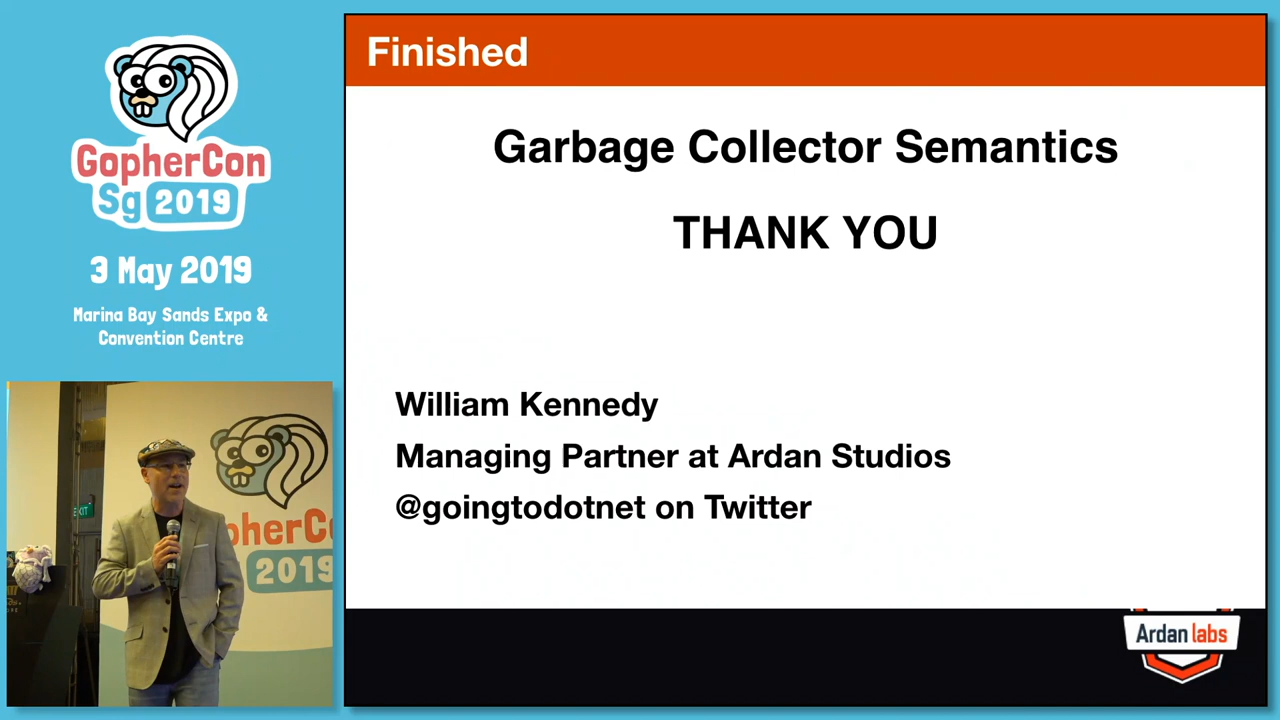 GopherCon
Sg 2019
3 May 2019
Marina Bay Sands Expo &
Convention Centre
Finished
Garbage Collector Semantics
THANK YOU
William Kennedy
Managing Partner at Ardan Studios
@goingtodotnet on Twitter
Ardan labs
EXIT
pherCo
2019